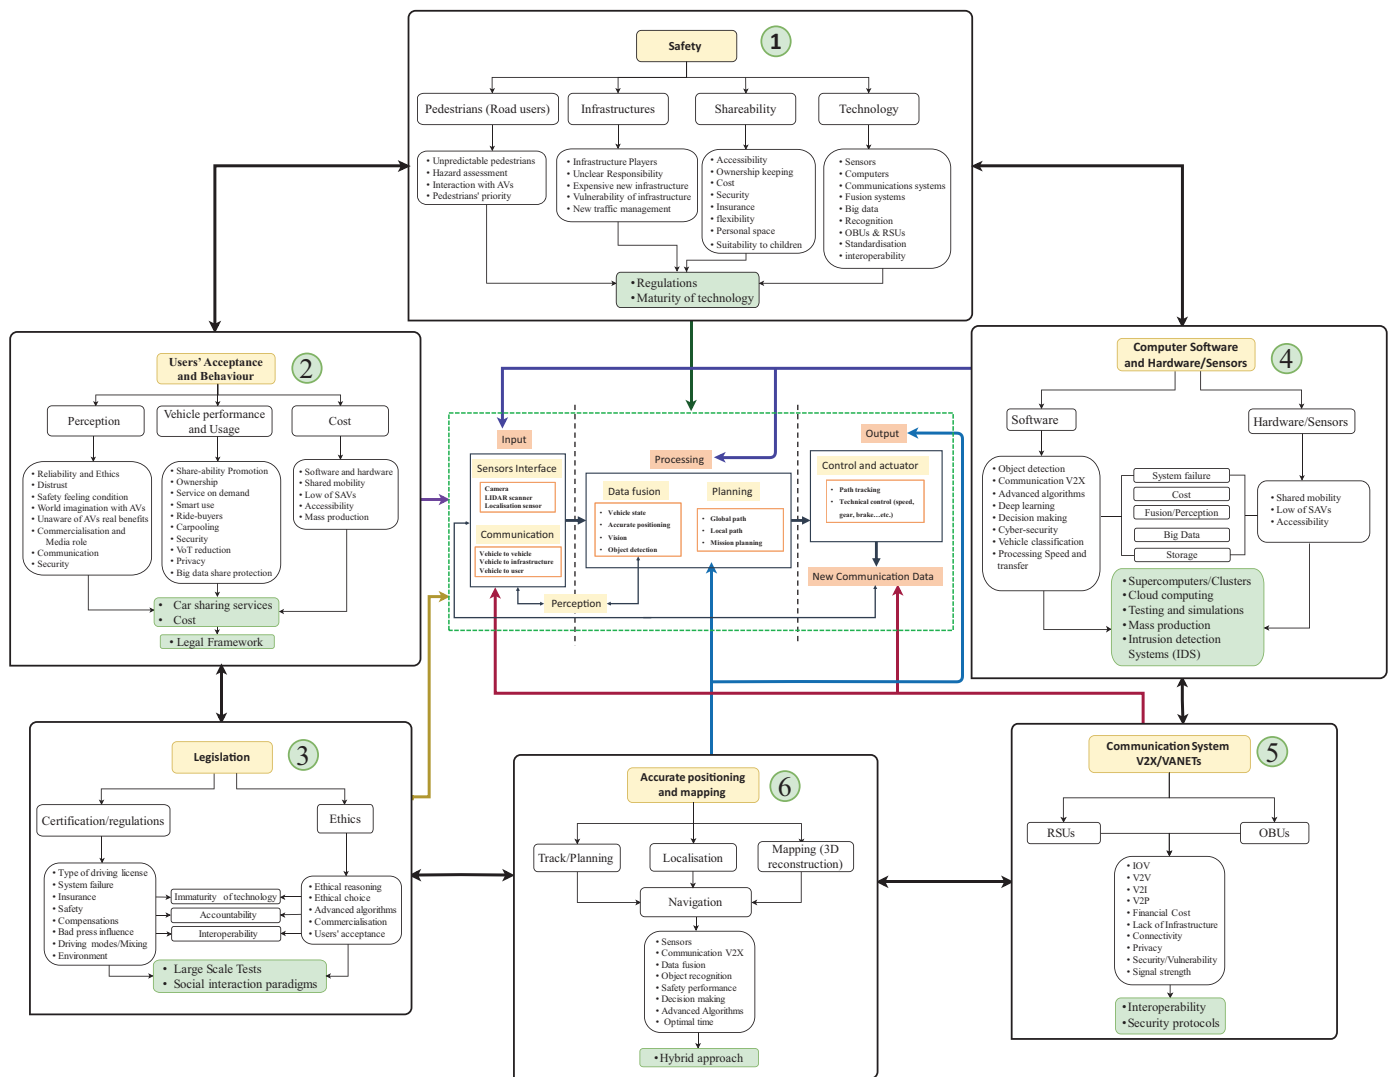 Safety
1
Pedestrians (Road users)
Infrastructures
Shareability
Technology
• Unpredictable pedestrians
• Hazard assessment
• Interaction with AVs
• Pedestrians' priority
• Infrastructure Players
• Unclear Responsibility
• Expensive new infrastructure
• Vulnerability of infrastructure
• New traffic management
• Accessibility
• Ownership keeping
• Cost
• Security
• Insurance
• flexibility
• Personal space
• Suitability to children
• Sensors
• Computers
• Communications systems
• Fusion systems
• Big data
• Recognition
• OBUs & RSUs
• Standardisation
• interoperability
• Regulations
• Maturity of technology
Users' Acceptance
and Behaviour
2
Perception
Vehicle performance
and Usage
Cost
• Reliability and Ethics
• Distrust
• Safety feeling condition
• World imagination with AVs
• Unaware of AVs real benefits
• Commercialisation and
Media role
• Communication
• Security
• Share-ability Promotion
• Ownership
• Service on demand
• Smart use
• Ride-buyers
• Carpooling
• Security
• VoT reduction
• Privacy
• Big data share protection
• Software and hardware
• Shared mobility
• Low of SAVs
• Accessibility
• Mass production
• Car sharing services
• Cost
• Legal Framework
Input
Sensors Interface
Camera
LIDAR scanner
Localisation sensor
Communication
Vehicle to vehicle
Vehicle to infrastructure
Vehicle to user
Processing
Data fusion
• Vehicle state
• Accurate positioning
• Vision
• Object detection
Planning
• Global path
• Local path
• Mission planning
Perception
Output
Control and actuator
• Path tracking
• Technical control (speed,
gear, brake…etc.)
New Communication Data
Computer Software
and Hardware/Sensors
4
Software
Hardware/Sensors
• Object detection
• Communication V2X
• Advanced algorithms
• Deep learning
• Decision making
• Cyber-security
• Vehicle classification
• Processing Speed and
transfer
System failure
Cost
Fusion/Perception
Big Data
Storage
• Shared mobility
• Low of SAVs
• Accessibility
• Supercomputers/Clusters
• Cloud computing
• Testing and simulations
• Mass production
• Intrusion detection
Systems (IDS)
Legislation
3
Certification/regulations
Ethics
• Type of driving license
• System failure
• Insurance
• Safety
• Compensations
• Bad press influence
• Driving modes/Mixing
• Environment
Immaturity of technology
Accountability
Interoperability
• Ethical reasoning
• Ethical choice
• Advanced algorithms
• Commercialisation
• Users' acceptance
• Large Scale Tests
• Social interaction paradigms
Accurate positioning
and mapping
6
Track/Planning
Localisation
Mapping (3D
reconstruction)
Navigation
• Sensors
• Communication V2X
• Data fusion
• Object recognition
• Safety performance
• Decision making
• Advanced Algorithms
• Optimal time
• Hybrid approach
Communication System
V2X/VANETs
5
RSUs
OBUs
• IOV
• V2V
• V2I
• V2P
• Financial Cost
• Lack of Infrastructure
• Connectivity
• Privacy
• Security/Vulnerability
• Signal strength
• Interoperability
• Security protocols